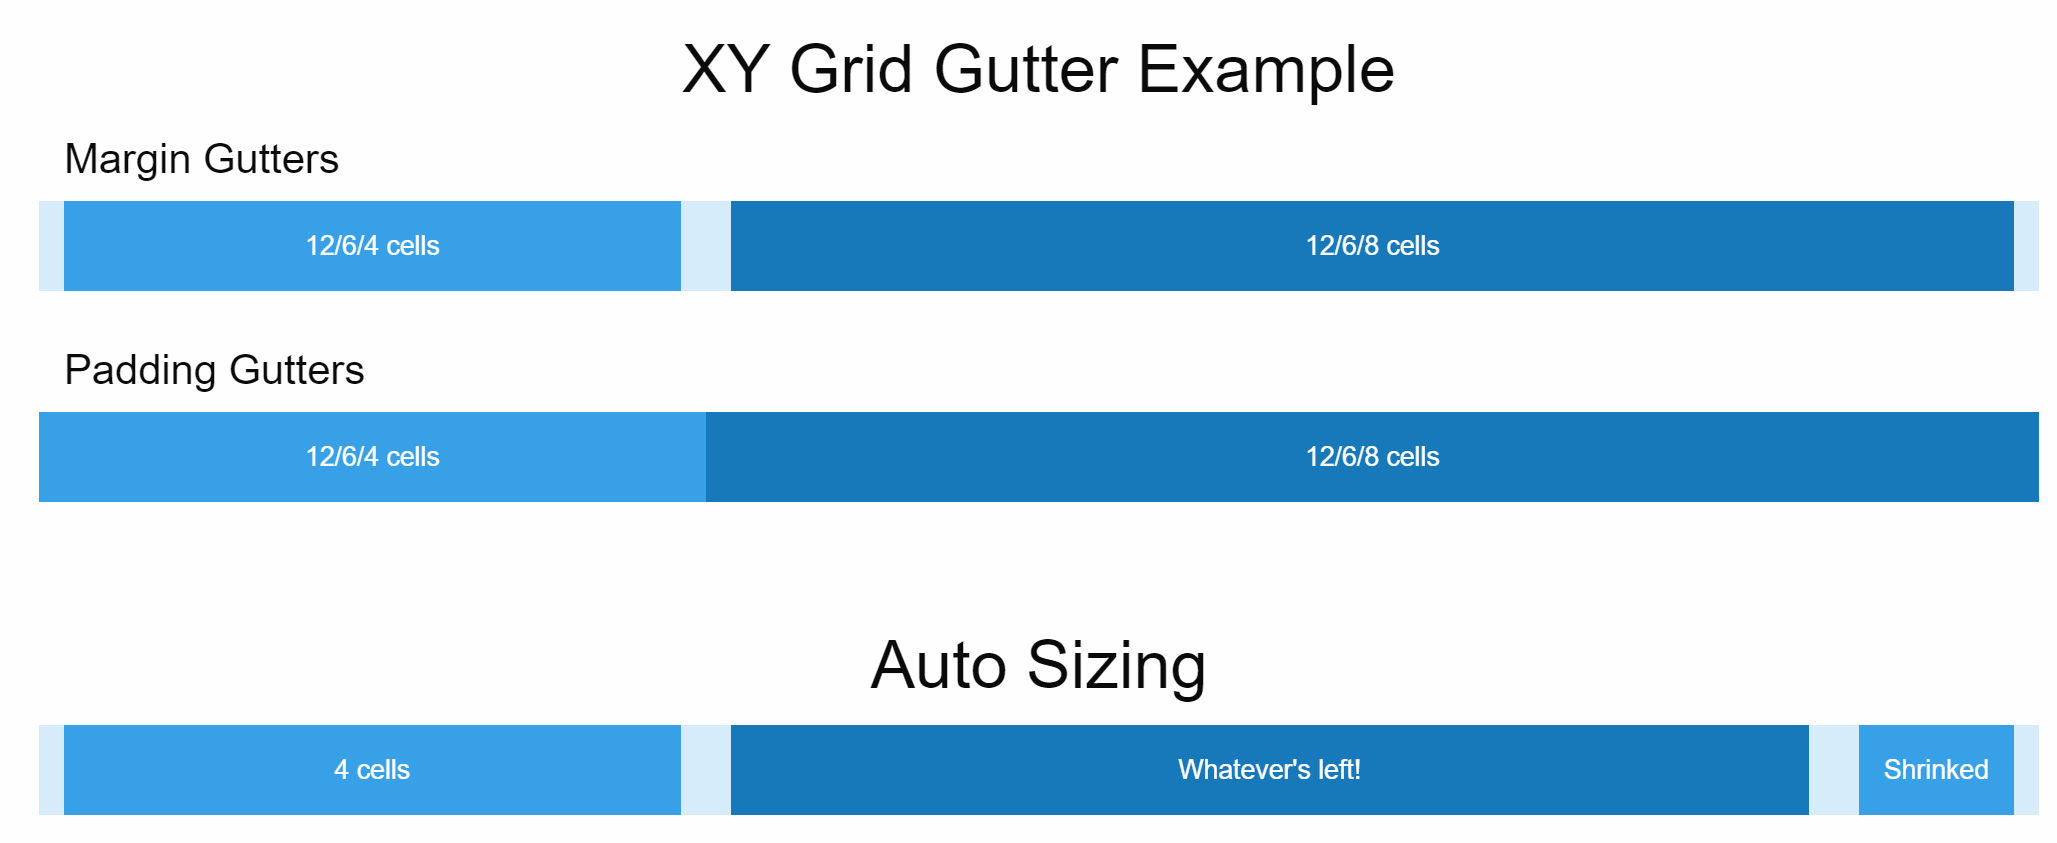 XY Grid Gutter Example
Margin Gutters
12/6/4 cells
12/6/8 cells
Padding Gutters
12/6/4 cells
12/6/8 cells
Auto Sizing
4 cells
Whatever's left!
Shrinked